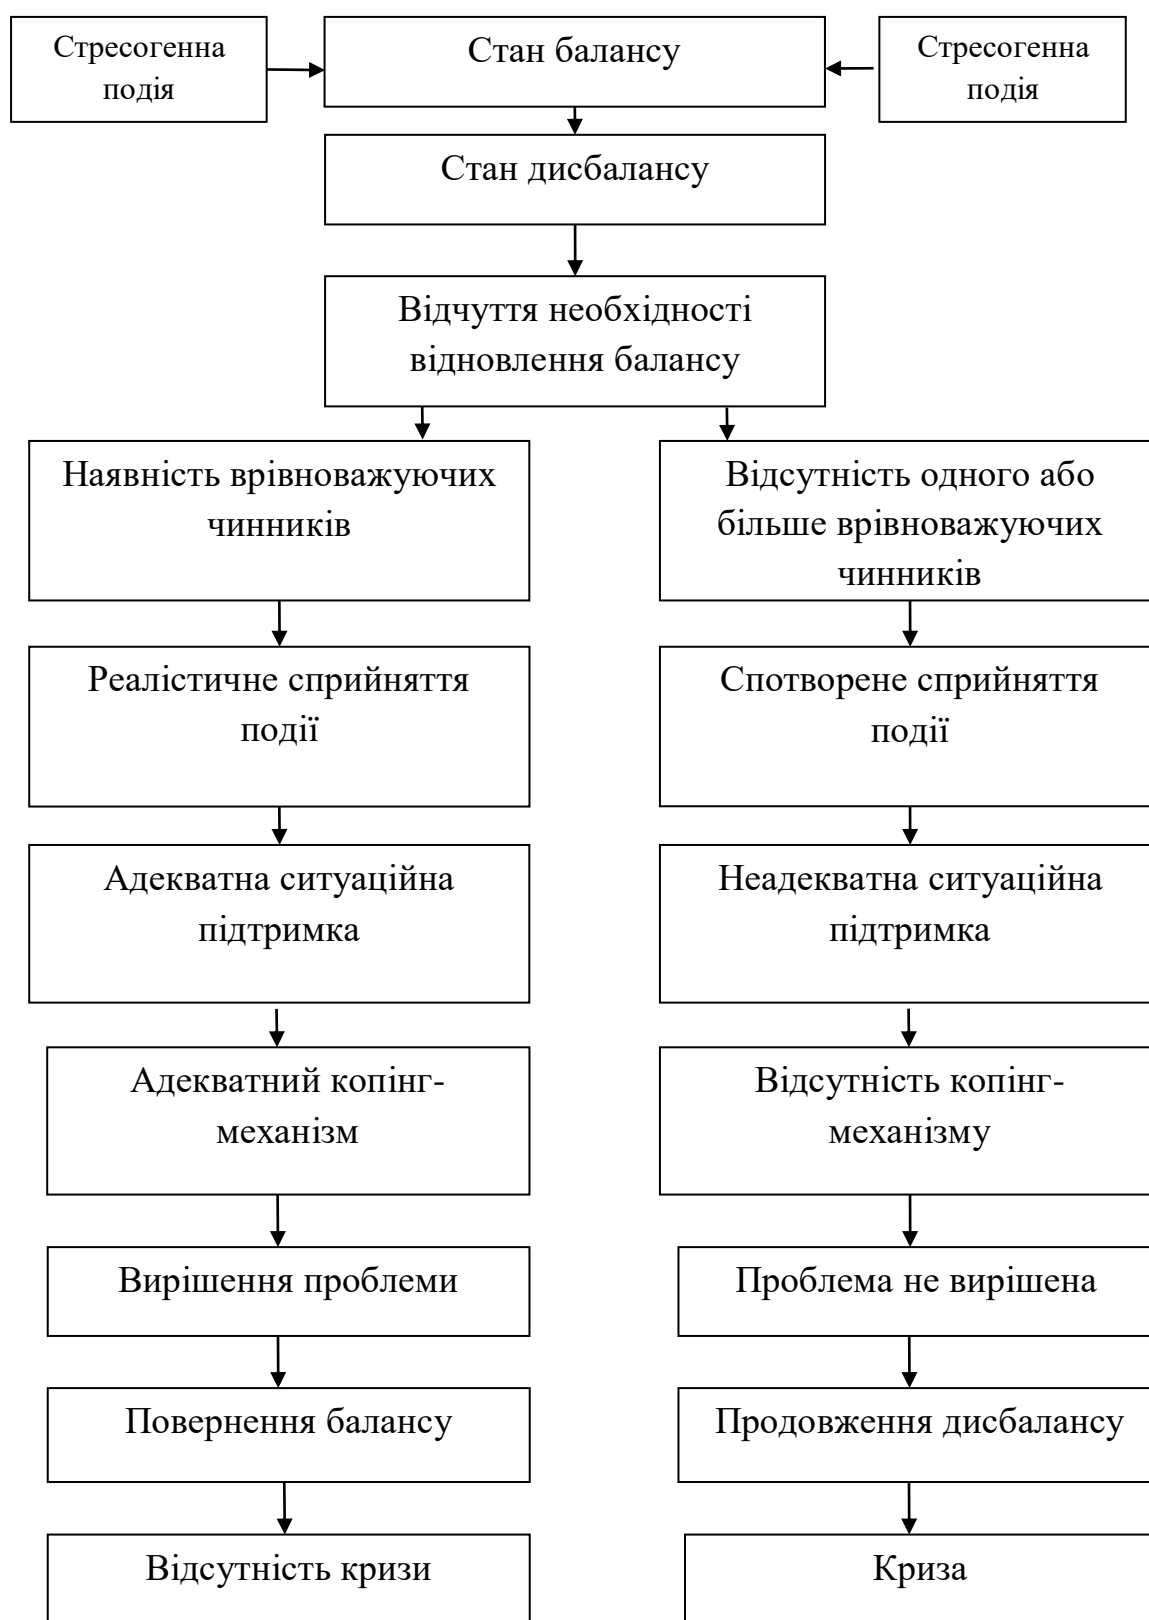 Стресогенна
подія
Стан балансу
Стресогенна
подія
Стан дисбалансу
Відчуття необхідності
відновлення балансу
Наявність врівноважуючих
чинників
Відсутність одного або
більше врівноважуючих
чинників
Реалістичне сприйняття
події
Спотворене сприйняття
події
Адекватна ситуаційна
підтримка
Неадекватна ситуаційна
підтримка
Адекватний копінг-
механізм
Відсутність копінг-
механізму
Вирішення проблеми
Проблема не вирішена
Повернення балансу
Продовження дисбалансу
Відсутність кризи
Криза